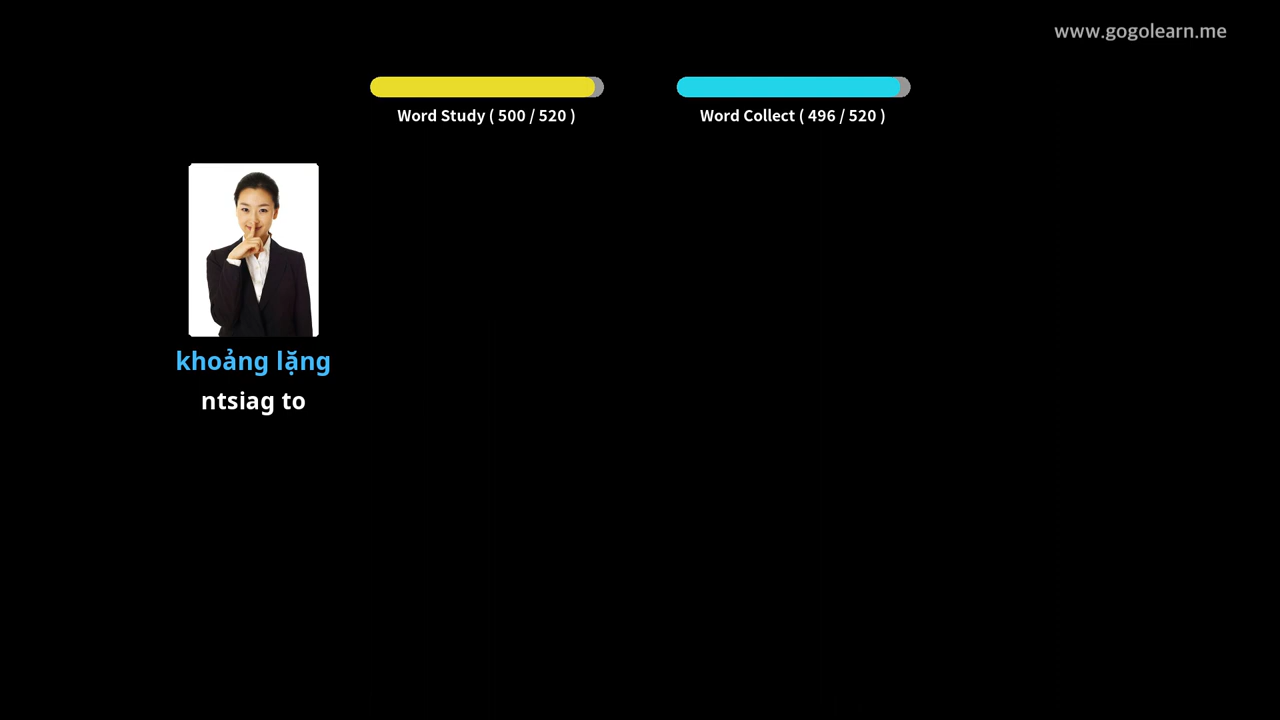 www.gogolearn.me
Word Study ( 500 / 520 )
Word Collect ( 496 / 520 )
khoảng lặng
ntsiag to